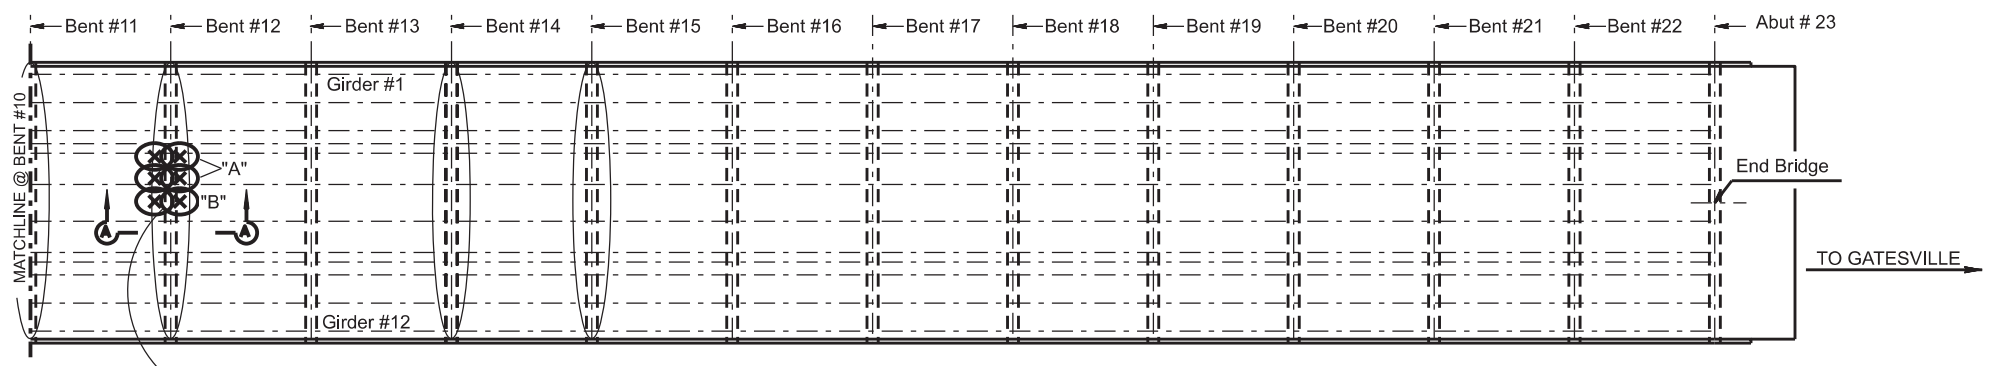 Bent #11
Bent #12
Bent #13
Bent #14
Bent #15
Bent #16
Bent #17
Bent #18
Bent #19
Bent #20
Bent #21
Bent #22
Abut # 23
MATCHLINE @ BENT #10
Girder #1
"A"
"B"
A
A
End Bridge
TO GATESVILLE
Girder #12